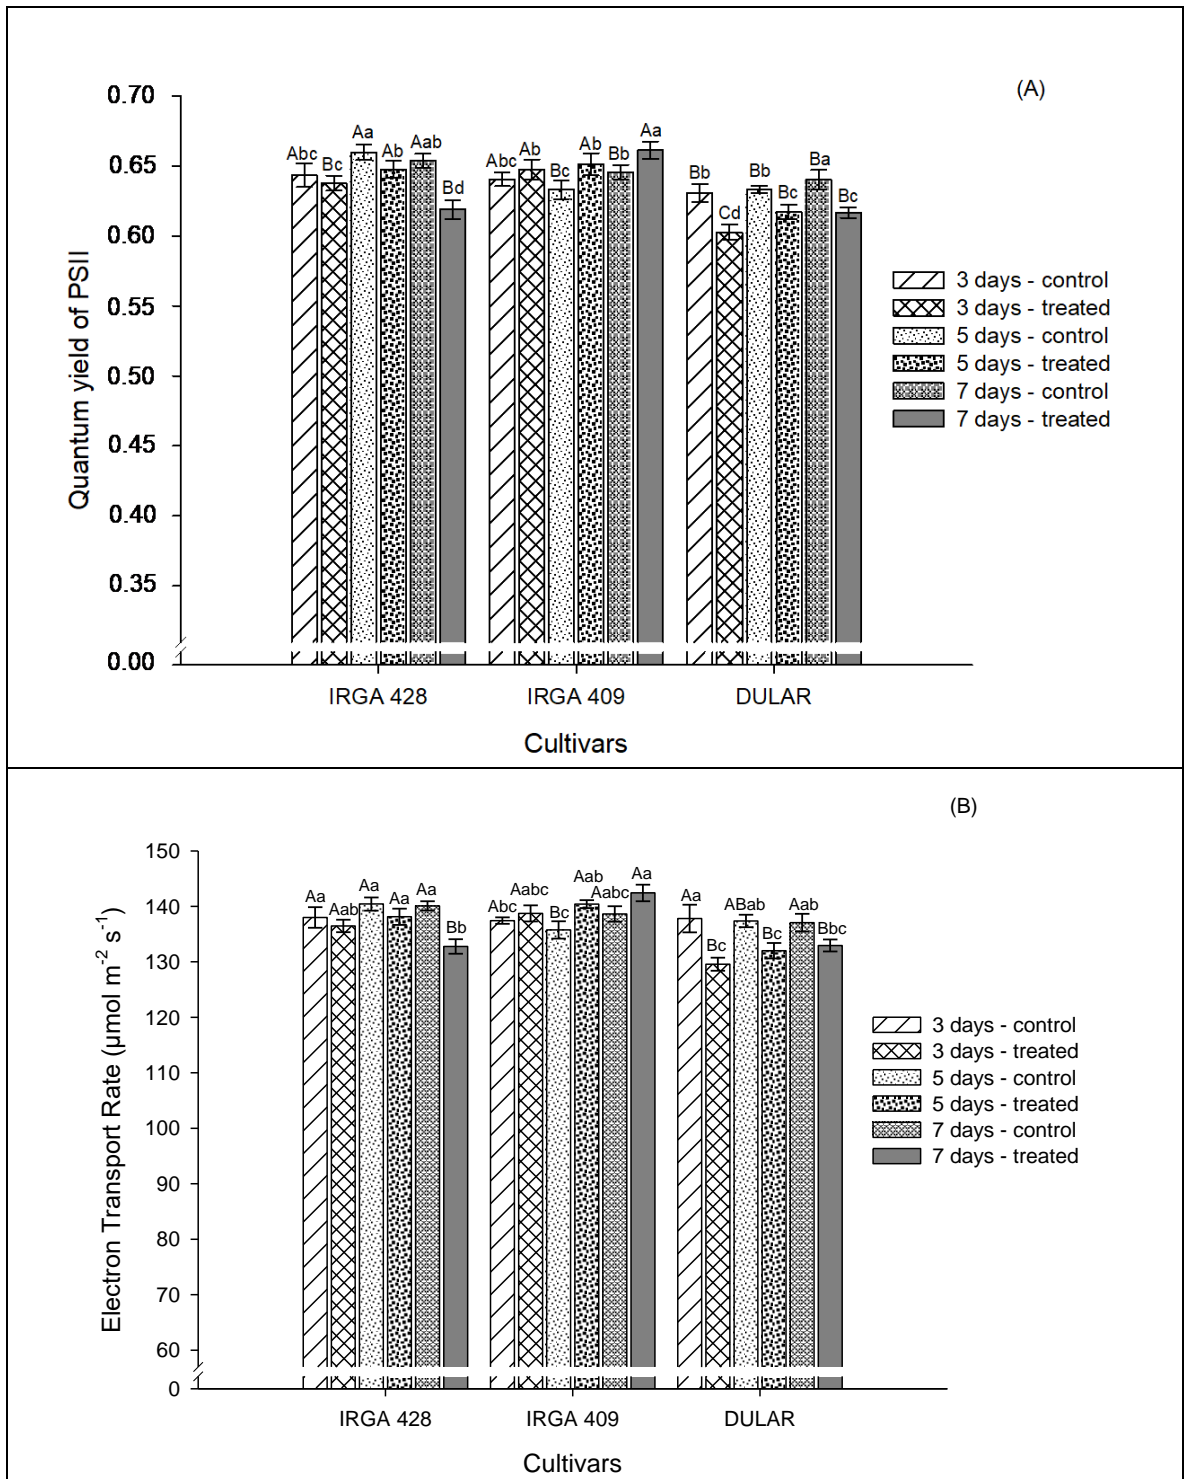 (A)
0.70
0.65
0.60
0.55
0.50
0.45
0.40
0.35
0.00
Quantum yield of PSII
Abc Bc Aa Ab Aab Bd
Abc Ab Bc Ab Bb Aa
Bb Cd Bb Bc Ba Bc
3 days - control
3 days - treated
5 days - control
5 days - treated
7 days - control
7 days - treated
IRGA 428 IRGA 409 DULAR
Cultivars
(B)
150
140
130
120
110
100
90
80
70
60
0
Electron Transport Rate (µmol m⁻² s⁻¹)
Aa Aab Aa Aa Aa Bb
Abc Aabc Bc Aab Aabc Aa
Aa Bc ABab Bc Aab Bbc
3 days - control
3 days - treated
5 days - control
5 days - treated
7 days - control
7 days - treated
IRGA 428 IRGA 409 DULAR
Cultivars